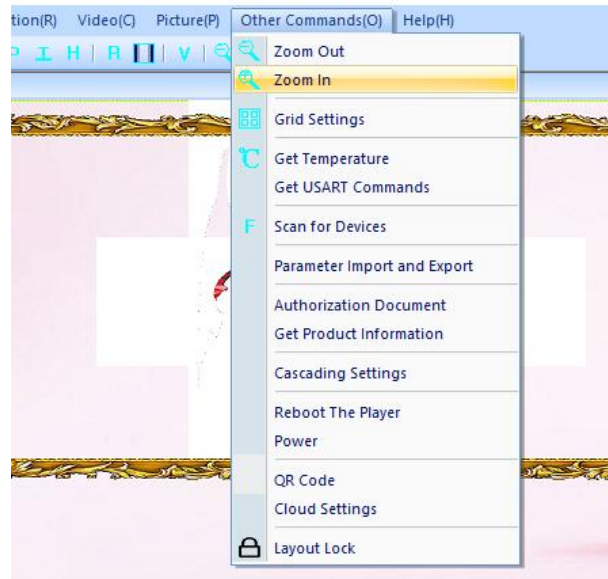 tion(R) Video(C) Picture(P) Other Commands(O) Help(H)
I H R V
Zoom Out
Zoom In
Grid Settings
℃ Get Temperature
Get USART Commands
F Scan for Devices
Parameter Import and Export
Authorization Document
Get Product Information
Cascading Settings
Reboot The Player
Power
QR Code
Cloud Settings
Layout Lock